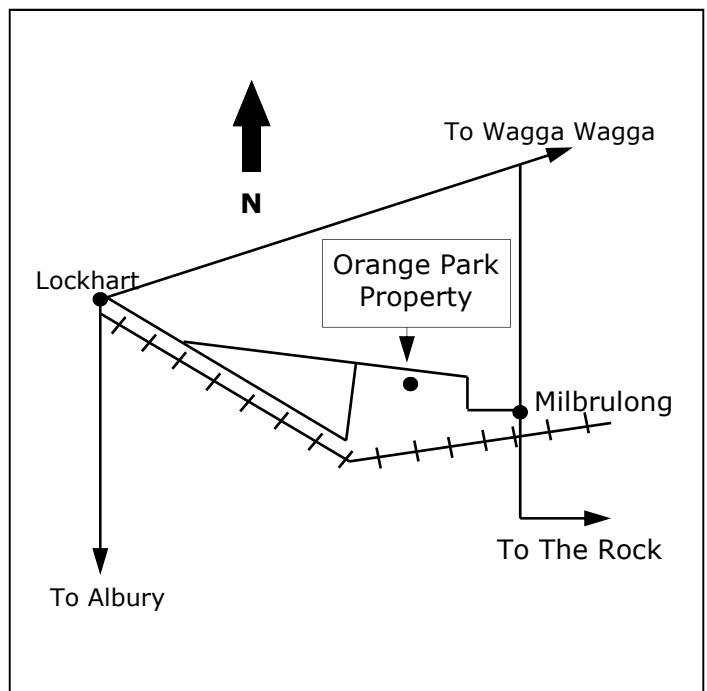 To Wagga Wagga
N
Orange Park
Property
Lockhart
Milbrulong
To The Rock
To Albury